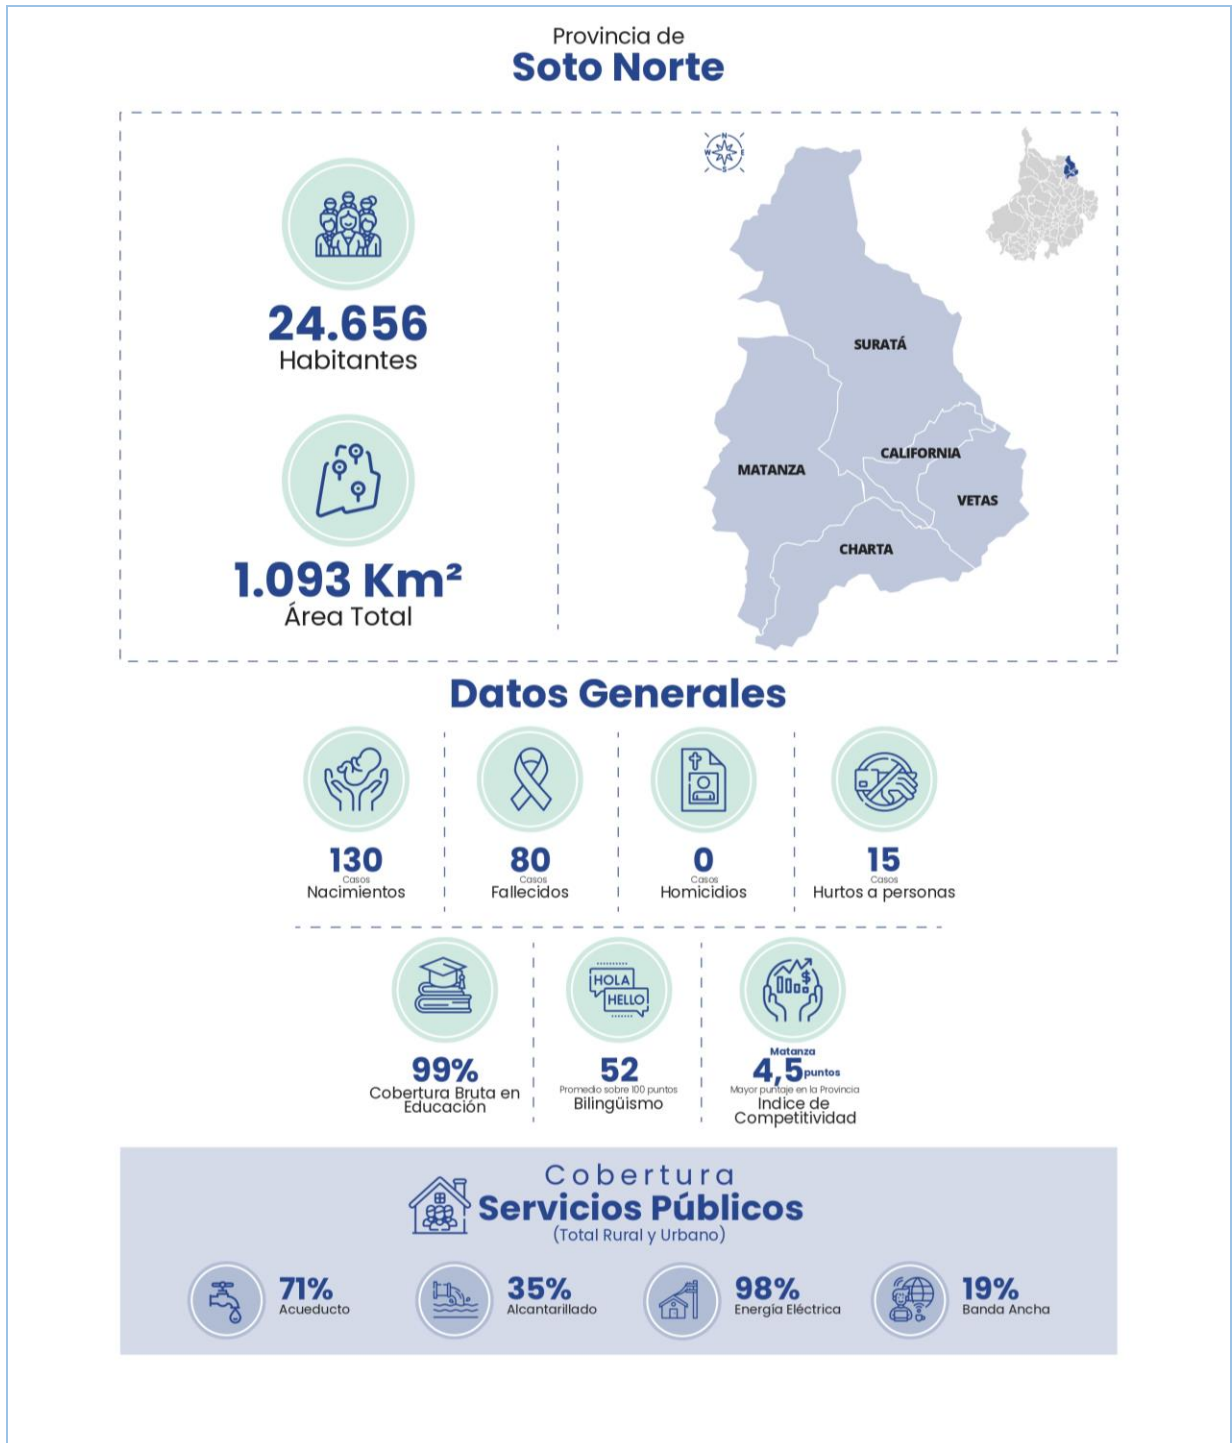 Provincia de
Soto Norte
24.656
Habitantes
1.093 Km²
Área Total
N
W E
S
SURATÁ
CALIFORNIA
MATANZA
VETAS
CHARTA
Datos Generales
130
Casos
Nacimientos
80
Casos
Fallecidos
0
Casos
Homicidios
15
Casos
Hurtos a personas
99%
Cobertura Bruta en
Educación
HOLA
HELLO
52
Promedio sobre 100 puntos
Bilingüismo
$
Matanza
4,5 puntos
Mayor puntaje en la Provincia
Indice de
Competitividad
Cobertura
Servicios Públicos
(Total Rural y Urbano)
71%
Acueducto
35%
Alcantarillado
98%
Energía Eléctrica
19%
Banda Ancha